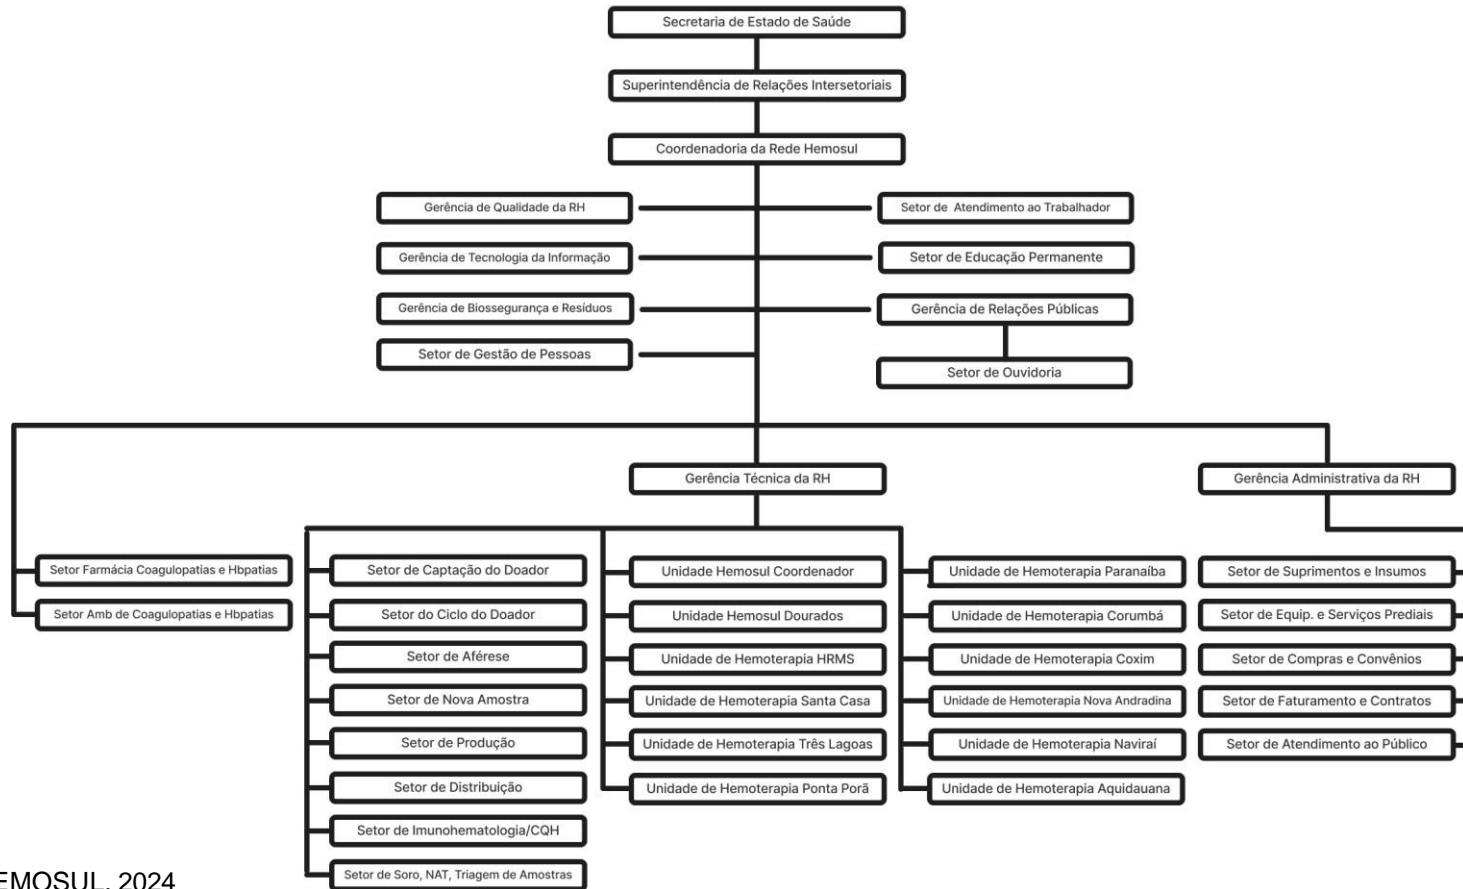 Secretaria de Estado de Saúde
Superintendência de Relações Intersetoriais
Coordenadoria da Rede Hemosul
Gerência de Qualidade da RH
Setor de Atendimento ao Trabalhador
Gerência de Tecnologia da Informação
Setor de Educação Permanente
Gerência de Biossegurança e Resíduos
Gerência de Relações Públicas
Setor de Gestão de Pessoas
Setor de Ouvidoria
Gerência Técnica da RH
Gerência Administrativa da RH
Setor Farmácia Coagulopatias e Hbpatias
Setor Amb de Coagulopatias e Hbpatias
Setor de Captação do Doador
Setor do Ciclo do Doador
Setor de Aférese
Setor de Nova Amostra
Setor de Produção
Setor de Distribuição
Setor de Imunohematologia/CQH
Setor de Soro, NAT, Triagem de Amostras
Unidade Hemosul Coordenador
Unidade Hemosul Dourados
Unidade de Hemoterapia HRMS
Unidade de Hemoterapia Santa Casa
Unidade de Hemoterapia Três Lagoas
Unidade de Hemoterapia Ponta Porã
Unidade de Hemoterapia Paranaíba
Unidade de Hemoterapia Corumbá
Unidade de Hemoterapia Coxim
Unidade de Hemoterapia Nova Andradina
Unidade de Hemoterapia Naviraí
Unidade de Hemoterapia Aquidauana
Setor de Suprimentos e Insumos
Setor de Equip. e Serviços Prediais
Setor de Compras e Convênios
Setor de Faturamento e Contratos
Setor de Atendimento ao Público
EMOSUL, 2024